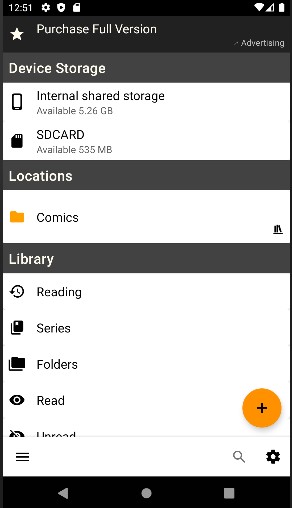 12:51
Purchase Full Version
Advertising
Device Storage
Internal shared storage
Available 5.26 GB
SDCARD
Available 535 MB
Locations
Comics
Library
Reading
Series
Folders
Read
Unread